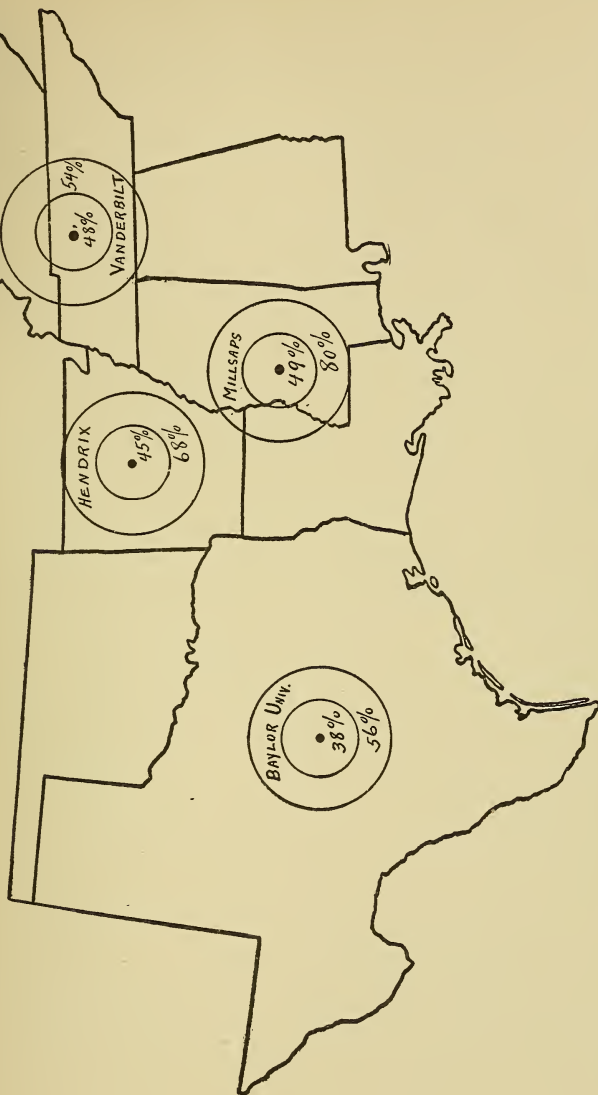 VANDERBILT
48%
54%
HENDRIX
45%
68%
MILLSAPS
49%
80%
BAYLOR UNIV.
38%
56%